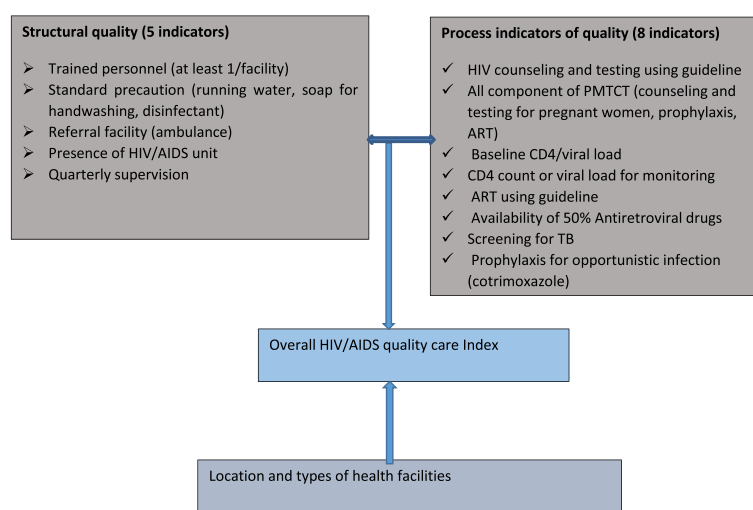 Structural quality (5 indicators)
➢ Trained personnel (at least 1/facility)
➢ Standard precaution (running water, soap for
handwashing, disinfectant)
➢ Referral facility (ambulance)
➢ Presence of HIV/AIDS unit
➢ Quarterly supervision
Process indicators of quality (8 indicators)
✓ HIV counseling and testing using guideline
✓ All component of PMTCT (counseling and
testing for pregnant women, prophylaxis,
ART)
✓ Baseline CD4/viral load
✓ CD4 count or viral load for monitoring
✓ ART using guideline
✓ Availability of 50% Antiretroviral drugs
✓ Screening for TB
✓ Prophylaxis for opportunistic infection
(cotrimoxazole)
Overall HIV/AIDS quality care Index
Location and types of health facilities